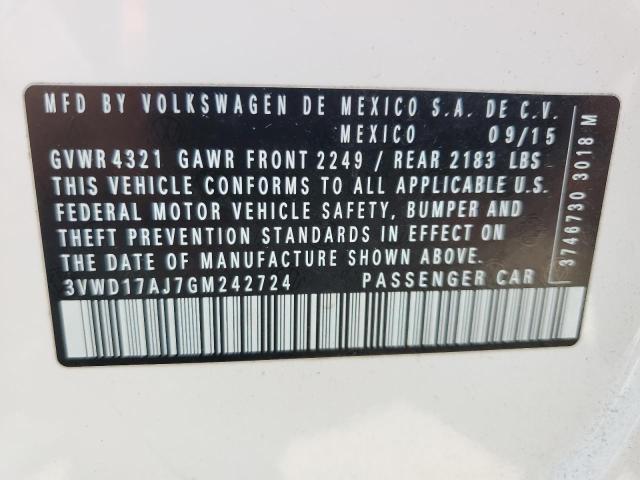 MFD BY VOLKSWAGEN DE MEXICO S.A. DE C.V.
MEXICO 09/15
GVWR 4321 GAWR FRONT 2249 / REAR 2183 LBS
THIS VEHICLE CONFORMS TO ALL APPLICABLE U.S.
FEDERAL MOTOR VEHICLE SAFETY, BUMPER AND
THEFT PREVENTION STANDARDS IN EFFECT ON
THE DATE OF MANUFACTURE SHOWN ABOVE.
3VWD17AJ7GM242724 PASSENGER CAR
3746730 3018 M